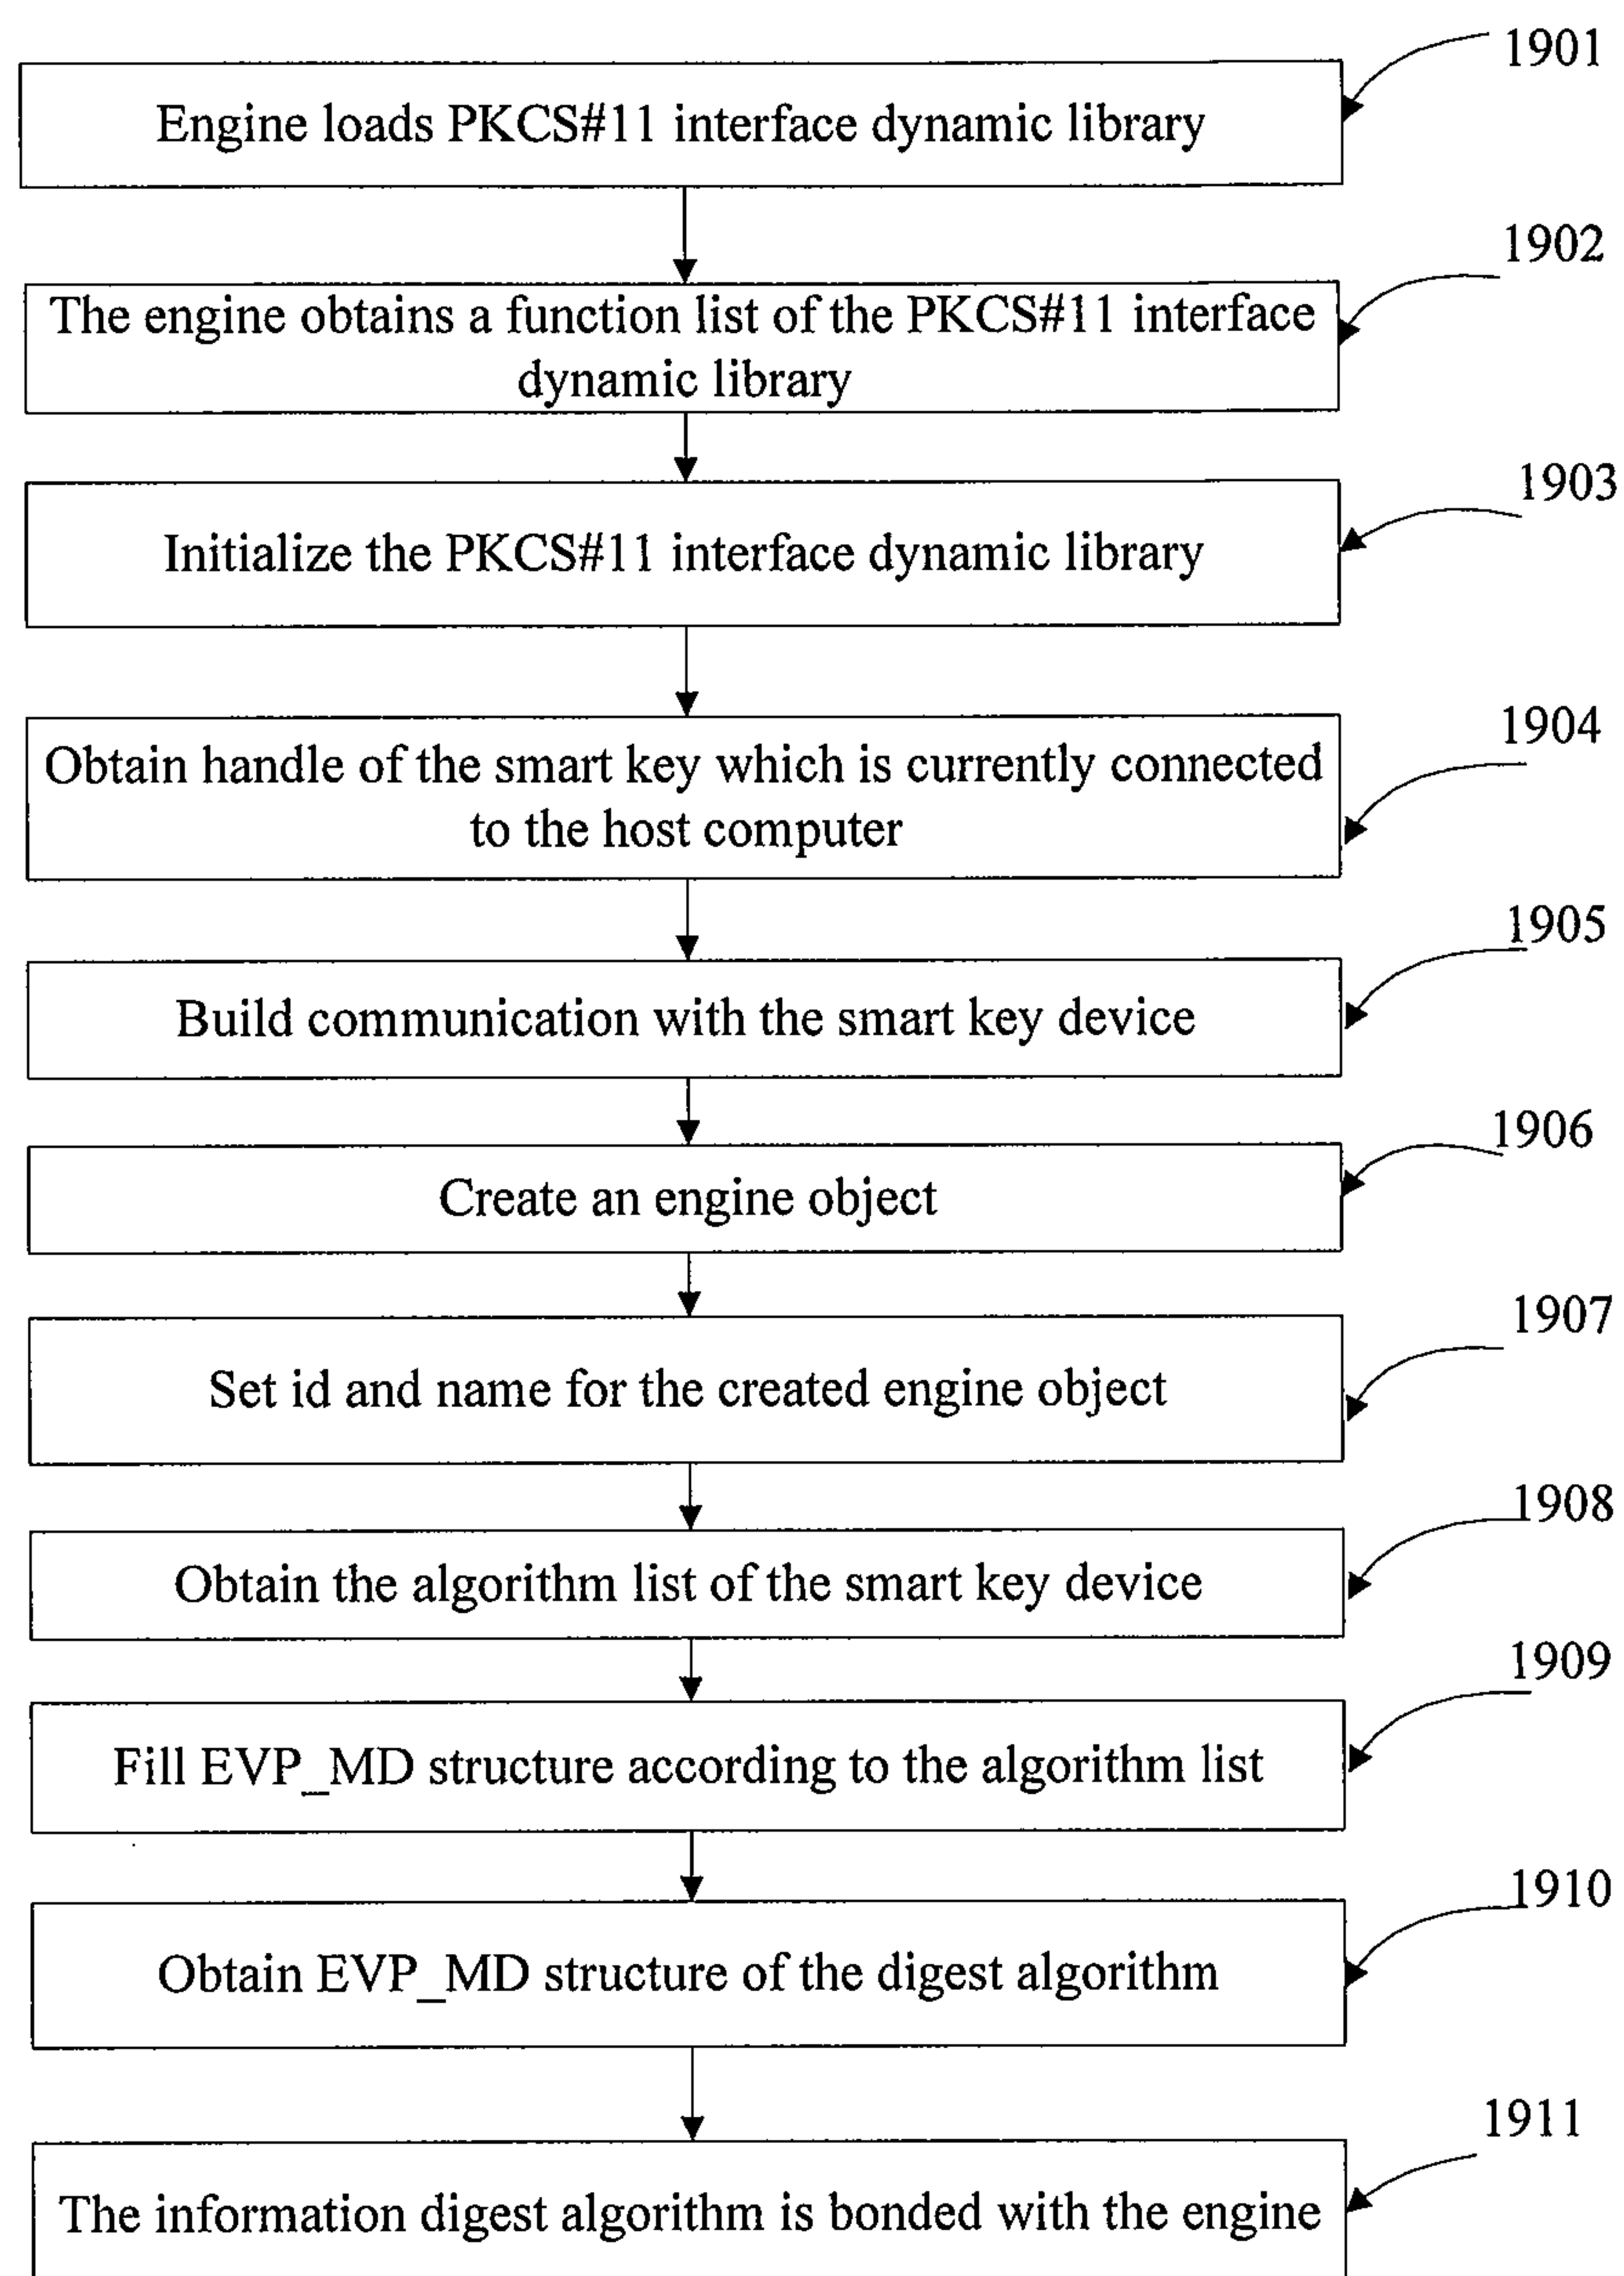 1901
Engine loads PKCS#11 interface dynamic library
1902
The engine obtains a function list of the PKCS#11 interface
dynamic library
1903
Initialize the PKCS#11 interface dynamic library
1904
Obtain handle of the smart key which is currently connected
to the host computer
1905
Build communication with the smart key device
1906
Create an engine object
1907
Set id and name for the created engine object
1908
Obtain the algorithm list of the smart key device
1909
Fill EVP_MD structure according to the algorithm list
1910
Obtain EVP_MD structure of the digest algorithm
1911
The information digest algorithm is bonded with the engine